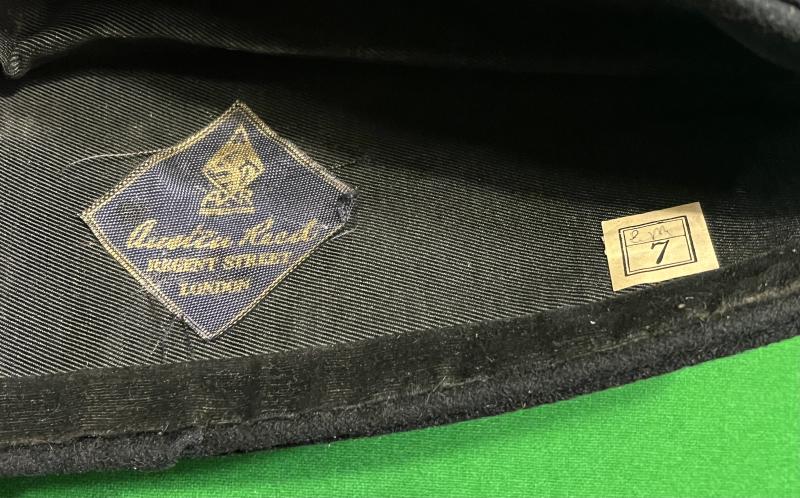 Austin Reed
REGENT STREET
LONDON
7